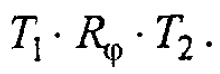 T₁ · R_φ · T₂ .